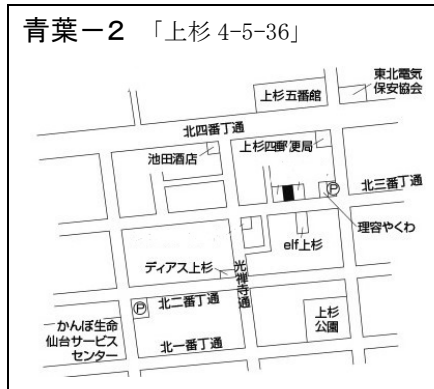 青葉－2 「上杉 4-5-36」
東北電気
保安協会
上杉五番館
北四番丁通
池田酒店
上杉四郵便局
Ⓟ
北三番丁通
理容やくわ
elf上杉
ディアス上杉
光禅寺通
Ⓟ
北二番丁通
かんぽ生命
仙台サービス
センター
北一番丁通
上杉
公園